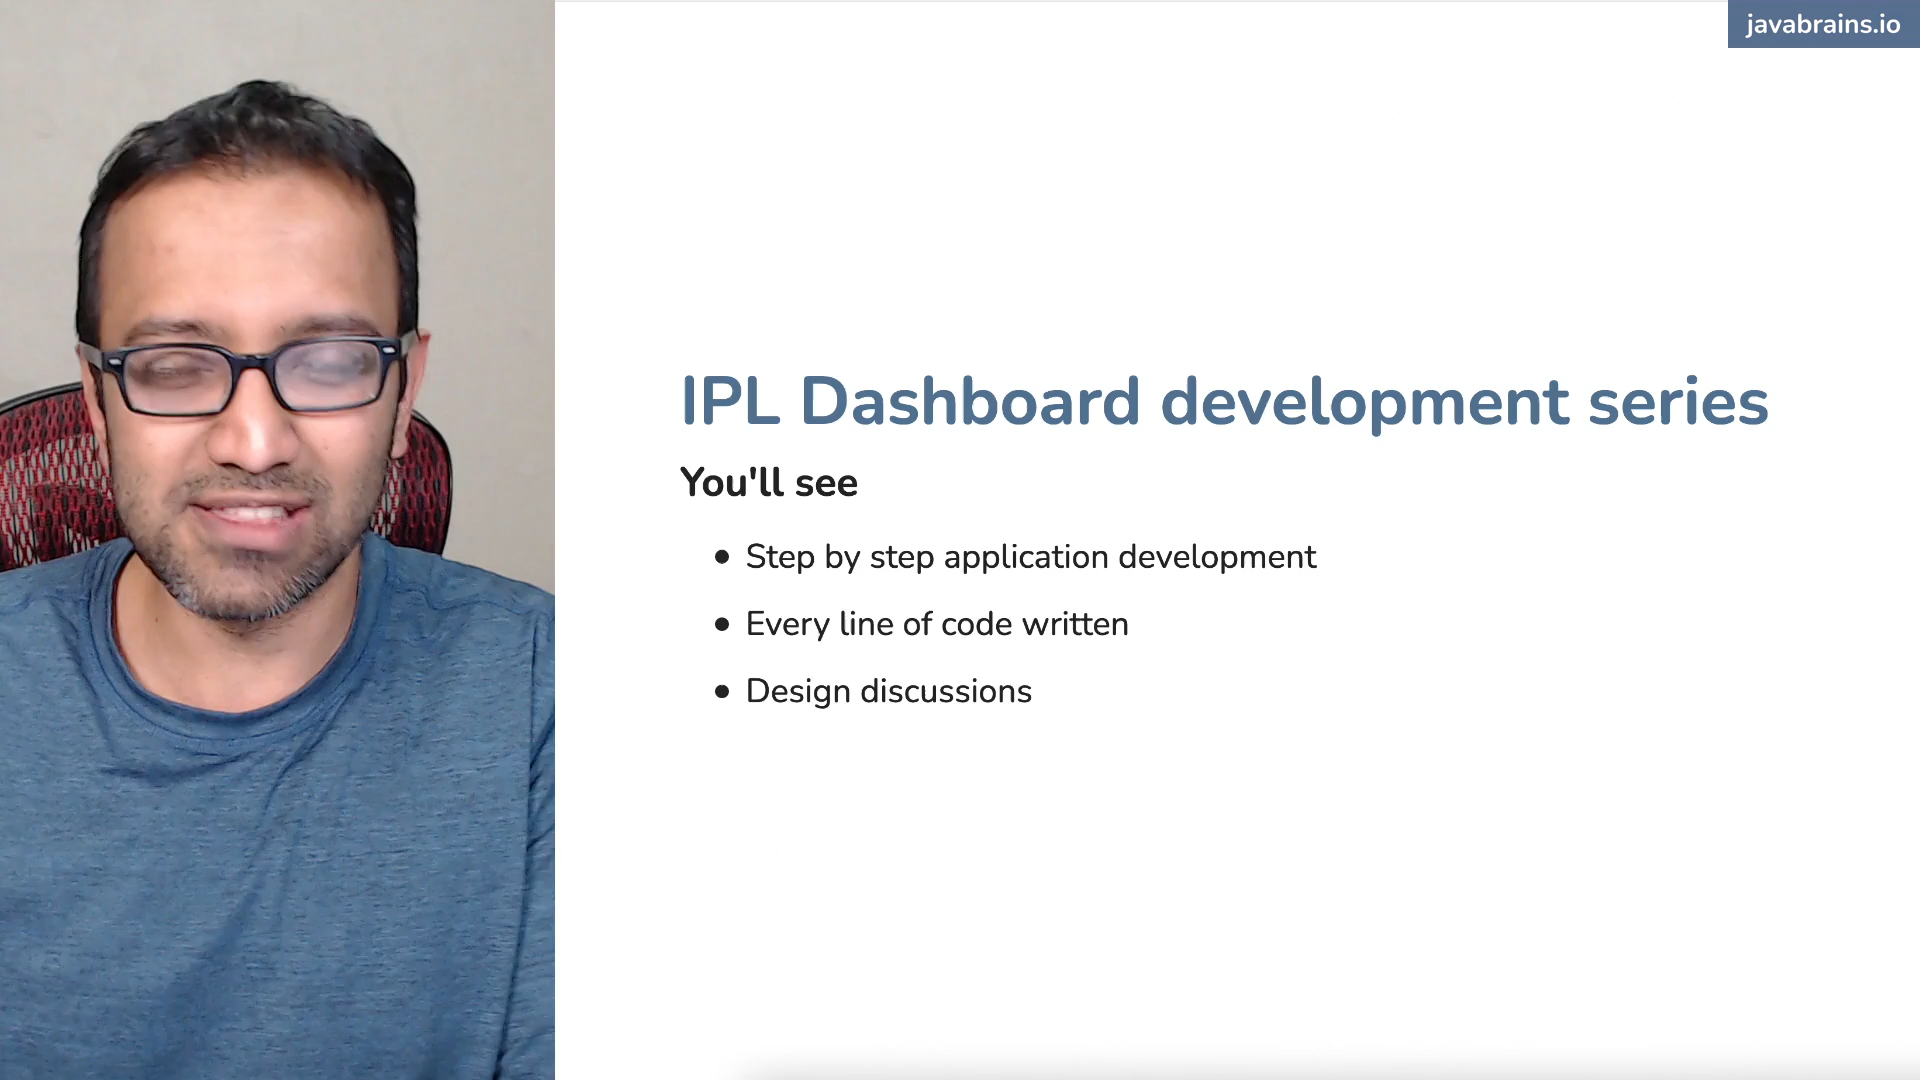 javabrains.io
IPL Dashboard development series
You'll see
Step by step application development
Every line of code written
Design discussions